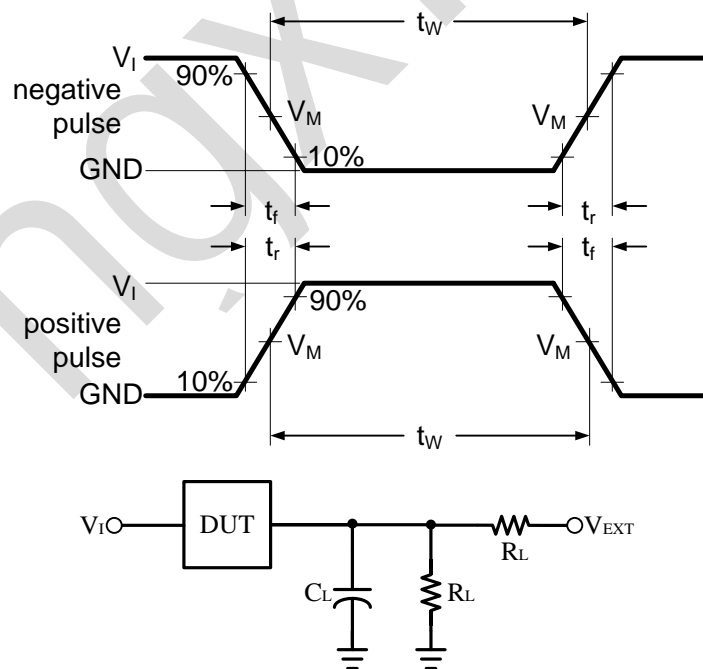 tW
VI
90%
negative
pulse
VM
VM
10%
GND
tf
tr
tr
tf
VI
90%
positive
pulse
VM
VM
10%
GND
tW
VI
DUT
VEXT
RL
CL
RL